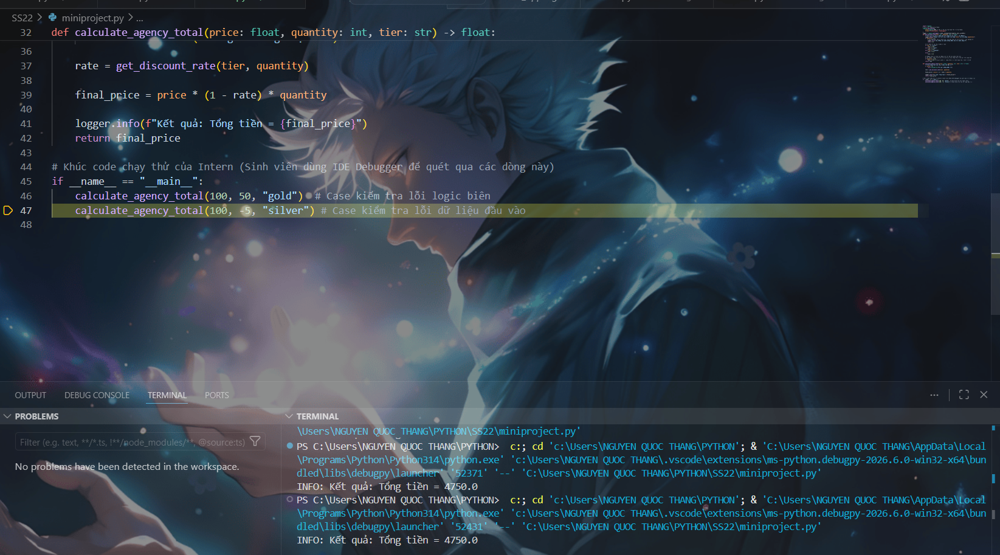 SS22 > miniproject.py > ...
32 def calculate_agency_total(price: float, quantity: int, tier: str) -> float:
36
37 rate = get_discount_rate(tier, quantity)
38
39 final_price = price * (1 - rate) * quantity
40
41 logger.info(f"Kết quả: Tổng tiền = {final_price}")
42 return final_price
43
44 # Khúc code chạy thử của Intern (Sinh viên dùng IDE Debugger để quét qua các dòng này)
45 if __name__ == "__main__":
46 calculate_agency_total(100, 50, "gold") # Case kiểm tra lỗi logic biên
47 calculate_agency_total(100, -5, "silver") # Case kiểm tra lỗi dữ liệu đầu vào
48
OUTPUT DEBUG CONSOLE TERMINAL PORTS
PROBLEMS
Filter (e.g. text, **/*.ts, !**/node_modules/**, @source:ts)
No problems have been detected in the workspace.
TERMINAL
\Users\NGUYEN QUOC THANG\PYTHON\SS22\miniproject.py'
PS C:\Users\NGUYEN QUOC THANG\PYTHON> c:; cd 'c:\Users\NGUYEN QUOC THANG\PYTHON'; & 'C:\Users\NGUYEN QUOC THANG\AppData\Local
\Programs\Python\Python314\python.exe' 'c:\Users\NGUYEN QUOC THANG\.vscode\extensions\ms-python.debugpy-2026.6.0-win32-x64\bun
dled\libs\debugpy\launcher' '52371' '--' 'C:\Users\NGUYEN QUOC THANG\PYTHON\SS22\miniproject.py'
INFO: Kết quả: Tổng tiền = 4750.0
PS C:\Users\NGUYEN QUOC THANG\PYTHON> c:; cd 'c:\Users\NGUYEN QUOC THANG\PYTHON'; & 'C:\Users\NGUYEN QUOC THANG\AppData\Local
\Programs\Python\Python314\python.exe' 'c:\Users\NGUYEN QUOC THANG\.vscode\extensions\ms-python.debugpy-2026.6.0-win32-x64\bun
dled\libs\debugpy\launcher' '52431' '--' 'C:\Users\NGUYEN QUOC THANG\PYTHON\SS22\miniproject.py'
INFO: Kết quả: Tổng tiền = 4750.0